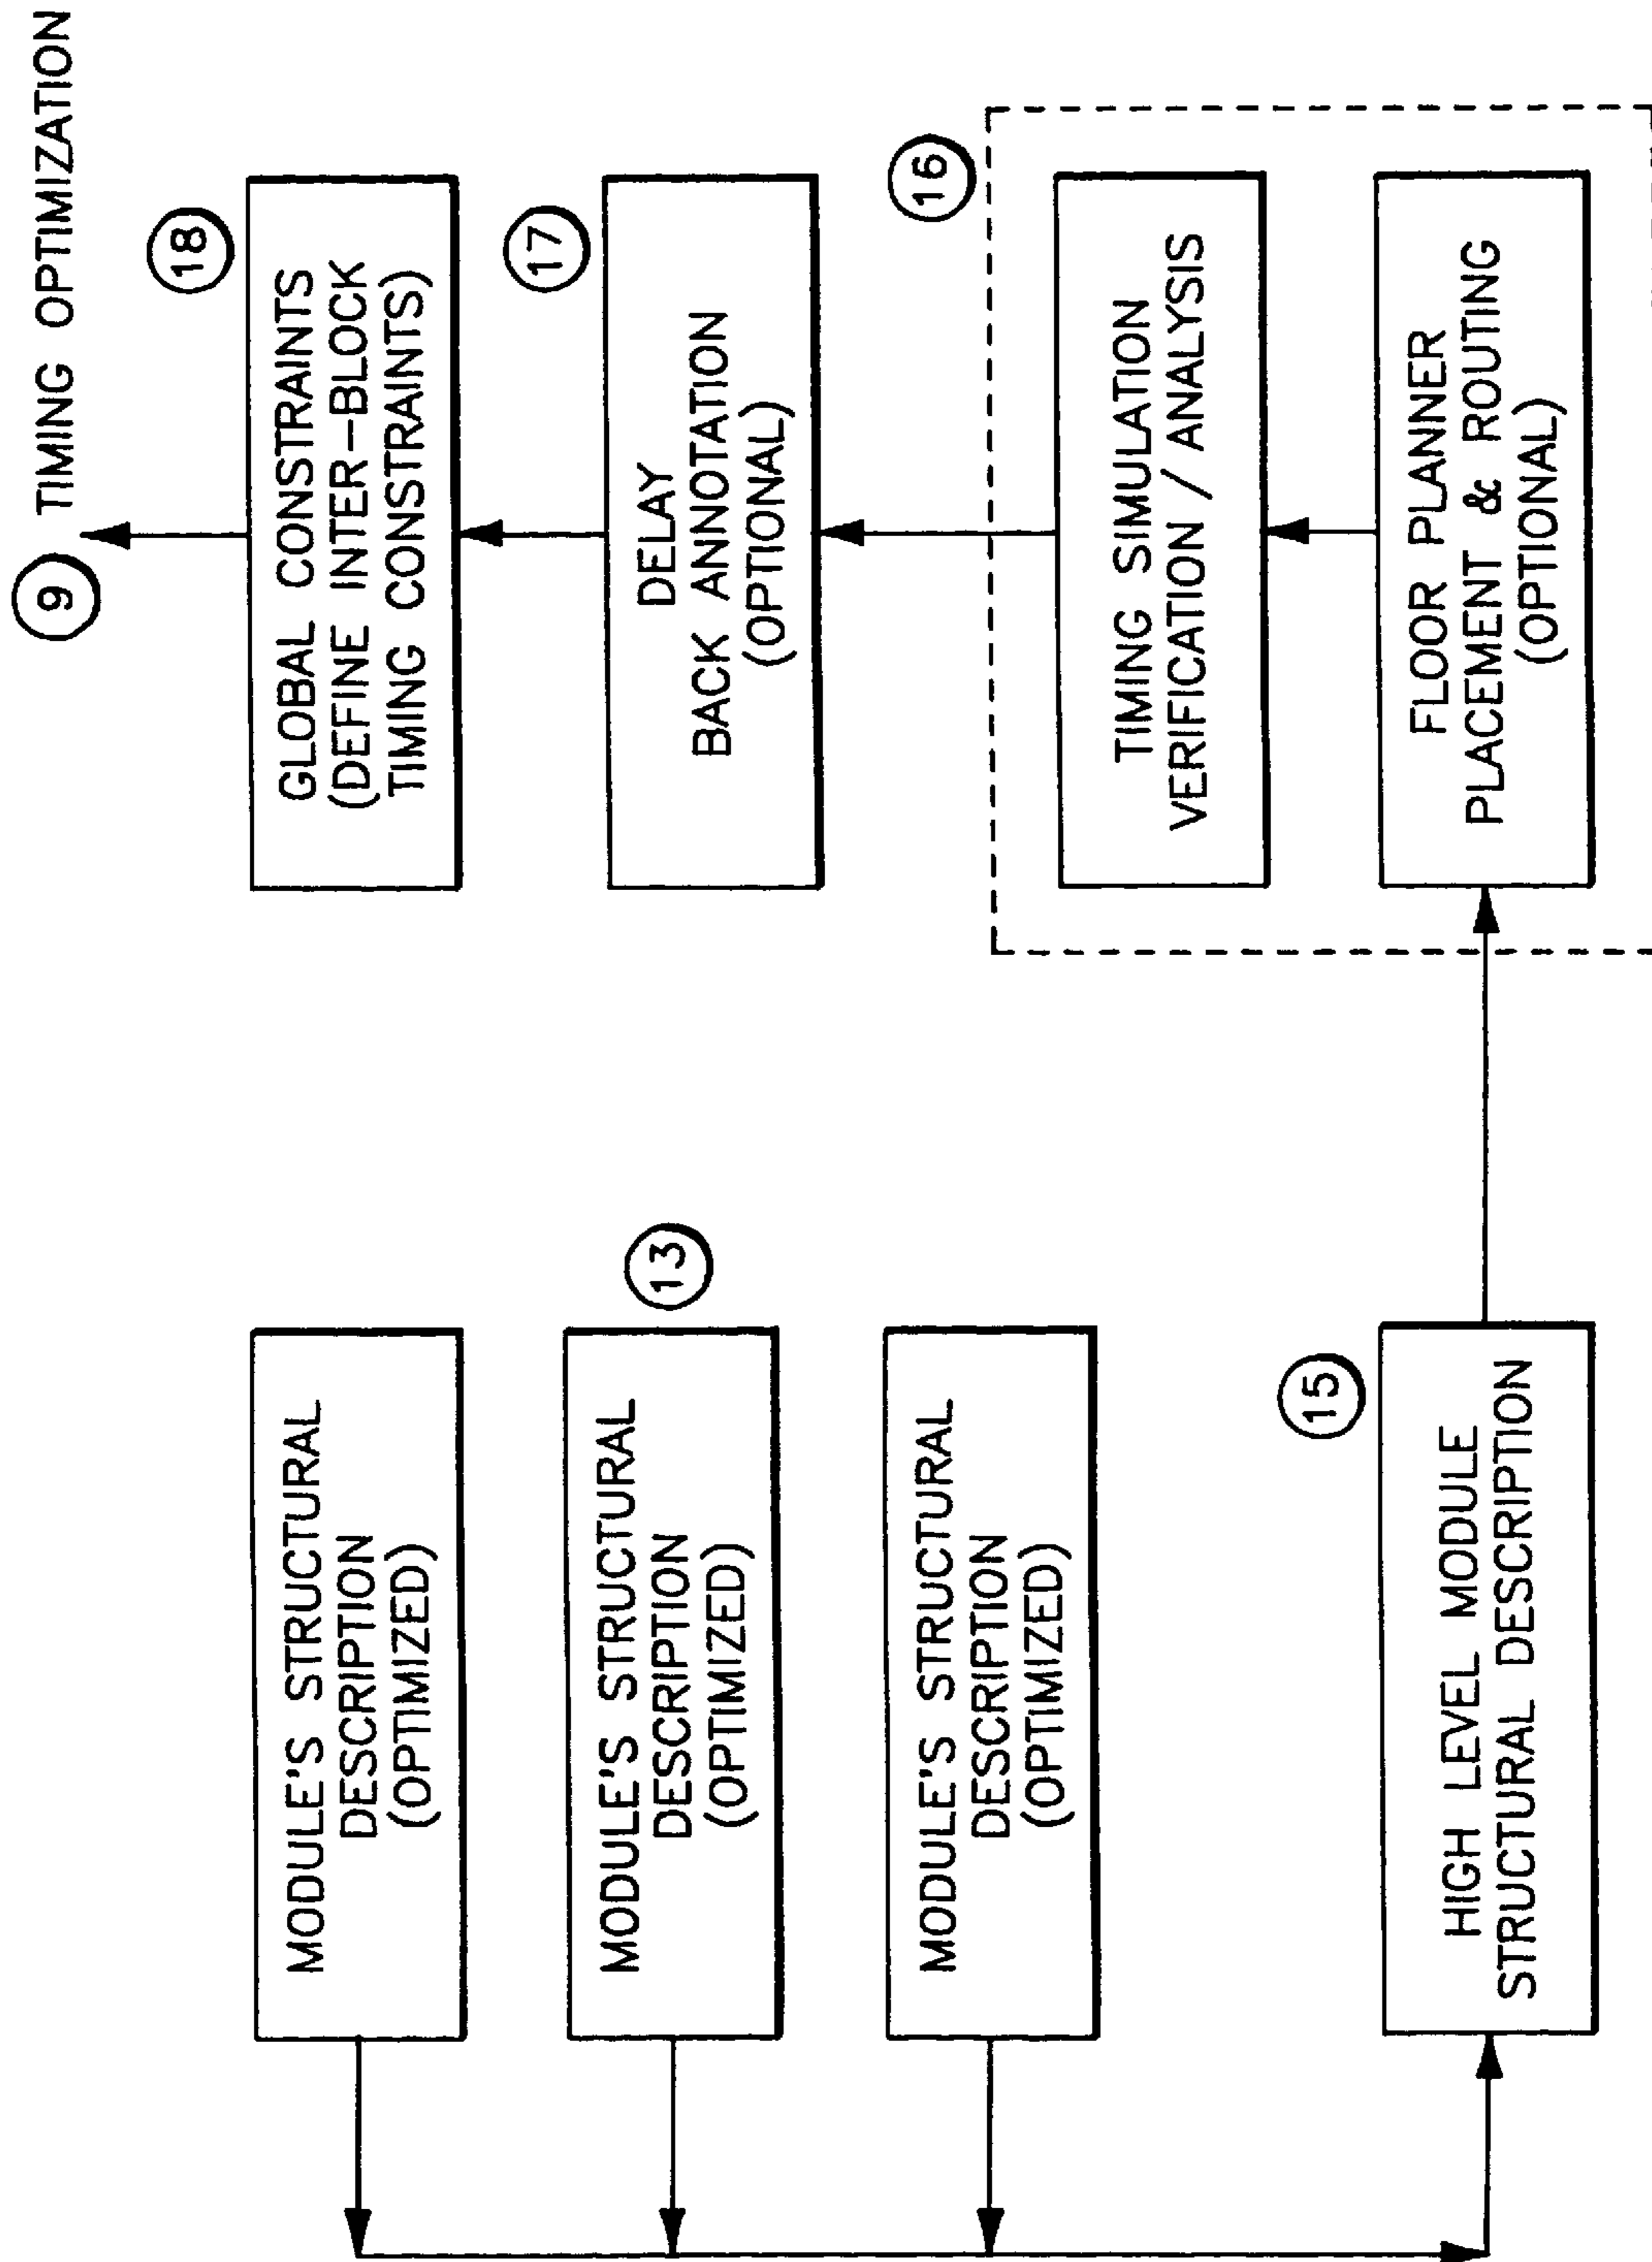 MODULE'S STRUCTURAL
DESCRIPTION
(OPTIMIZED)
MODULE'S STRUCTURAL
DESCRIPTION
(OPTIMIZED)
13
MODULE'S STRUCTURAL
DESCRIPTION
(OPTIMIZED)
15
HIGH LEVEL MODULE
STRUCTURAL DESCRIPTION
9 TIMING OPTIMIZATION
18
GLOBAL CONSTRAINTS
(DEFINE INTER-BLOCK
TIMING CONSTRAINTS)
17
DELAY
BACK ANNOTATION
(OPTIONAL)
16
TIMING SIMULATION
VERIFICATION / ANALYSIS
FLOOR PLANNER
PLACEMENT & ROUTING
(OPTIONAL)